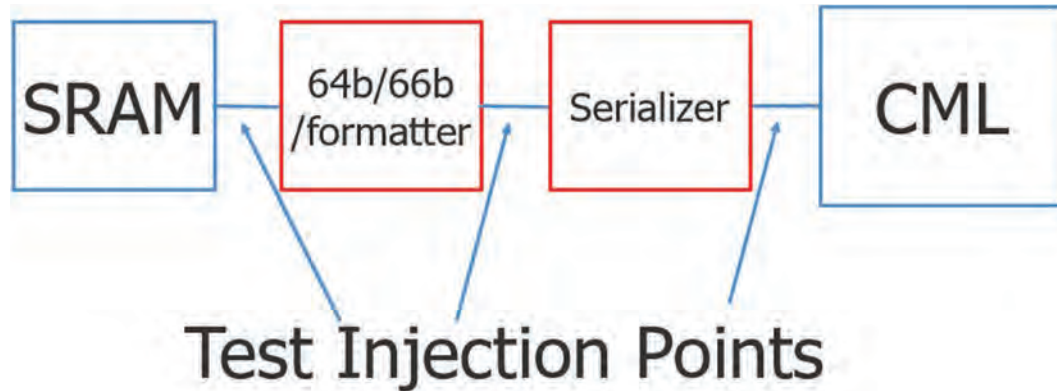 SRAM
64b/66b
/formatter
Serializer
CML
Test Injection Points